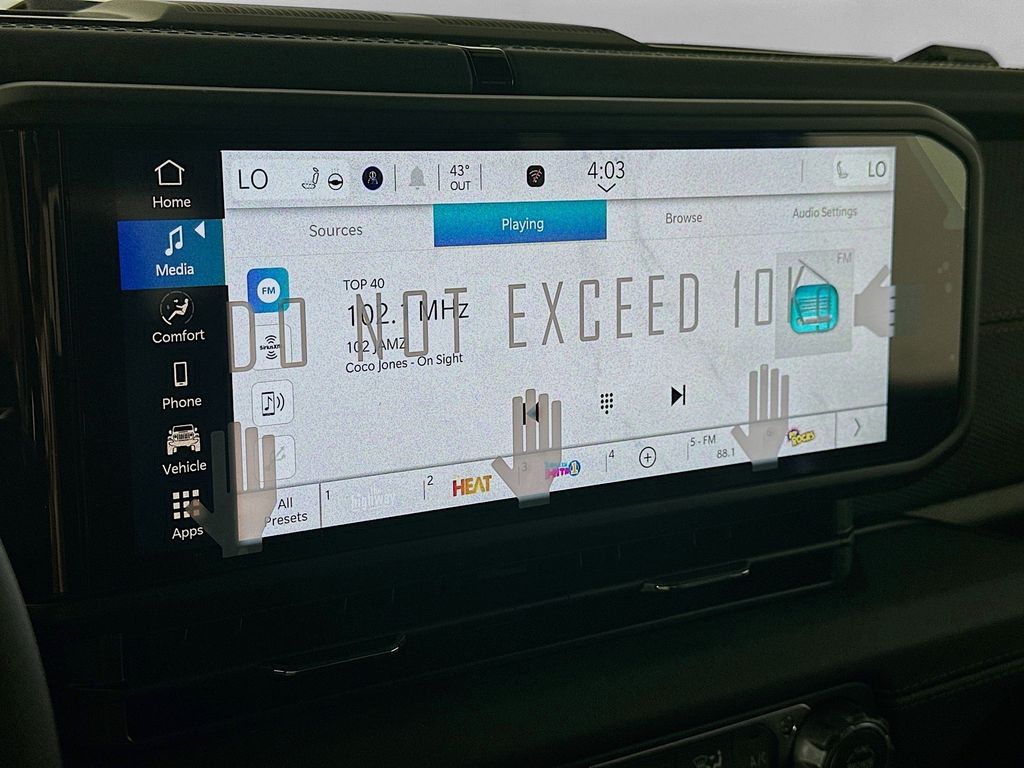 LO 43° OUT 4:03 LO
Home
Sources Playing Browse Audio Settings
Media
FM
TOP 40
102.1 MHz
102 JAMZ
Coco Jones - On Sight
FM
DO NOT EXCEED 10
SiriusXM
Comfort
Phone
Vehicle
Apps
All Presets
1
2 HEAT
3
4
5 - FM
88.1
6